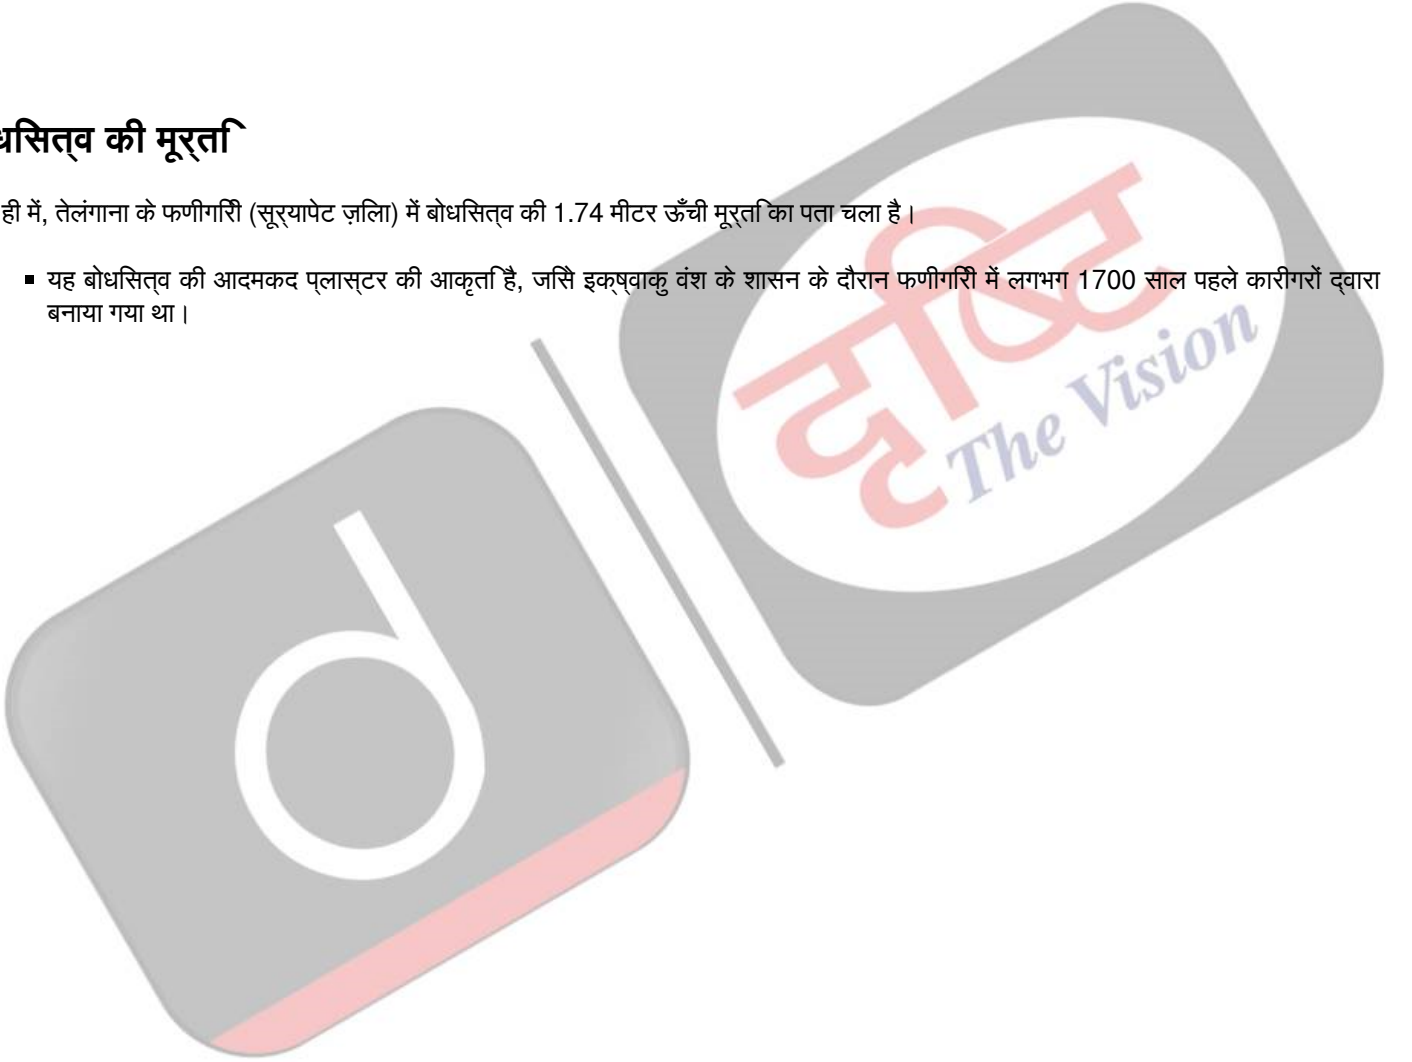 धिसत्व की मूर्ति
ही में, तेलंगाना के फणीगिरी (सूर्यापेट ज़िला) में बोधिसत्व की 1.74 मीटर ऊँची मूर्ति का पता चला है।
▪ यह बोधिसत्व की आदमकद प्लास्टर की आकृति है, जिसे इक्ष्वाकु वंश के शासन के दौरान फणीगिरी में लगभग 1700 साल पहले कारीगरों द्वारा
बनाया गया था।
दृष्टि
The Vision
d